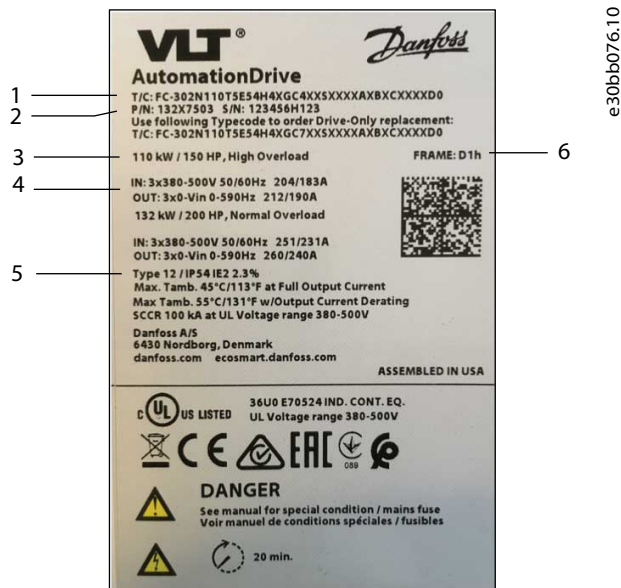 VLT®
Danfoss
AutomationDrive
1
T/C: FC-302N110T5E54H4XGC4XXSXXXXAXBXCXXXXD0
2
P/N: 132X7503 S/N: 123456H123
Use following Typecode to order Drive-Only replacement:
T/C: FC-302N110T5E54H4XGC7XXSXXXXAXBXCXXXXD0
3
110 kW / 150 HP, High Overload
FRAME: D1h
6
4
IN: 3x380-500V 50/60Hz 204/183A
OUT: 3x0-Vin 0-590Hz 212/190A
132 kW / 200 HP, Normal Overload
IN: 3x380-500V 50/60Hz 251/231A
OUT: 3x0-Vin 0-590Hz 260/240A
5
Type 12 / IP54 IE2 2.3%
Max. Tamb. 45°C/113°F at Full Output Current
Max Tamb. 55°C/131°F w/Output Current Derating
SCCR 100 kA at UL Voltage range 380-500V
Danfoss A/S
6430 Nordborg, Denmark
danfoss.com ecosmart.danfoss.com
ASSEMBLED IN USA
C UL US LISTED
36U0 E70524 IND. CONT. EQ.
UL Voltage range 380-500V
CE EAC
089
DANGER
See manual for special condition / mains fuse
Voir manuel de conditions spéciales / fusibles
20 min.
e30bb076.10